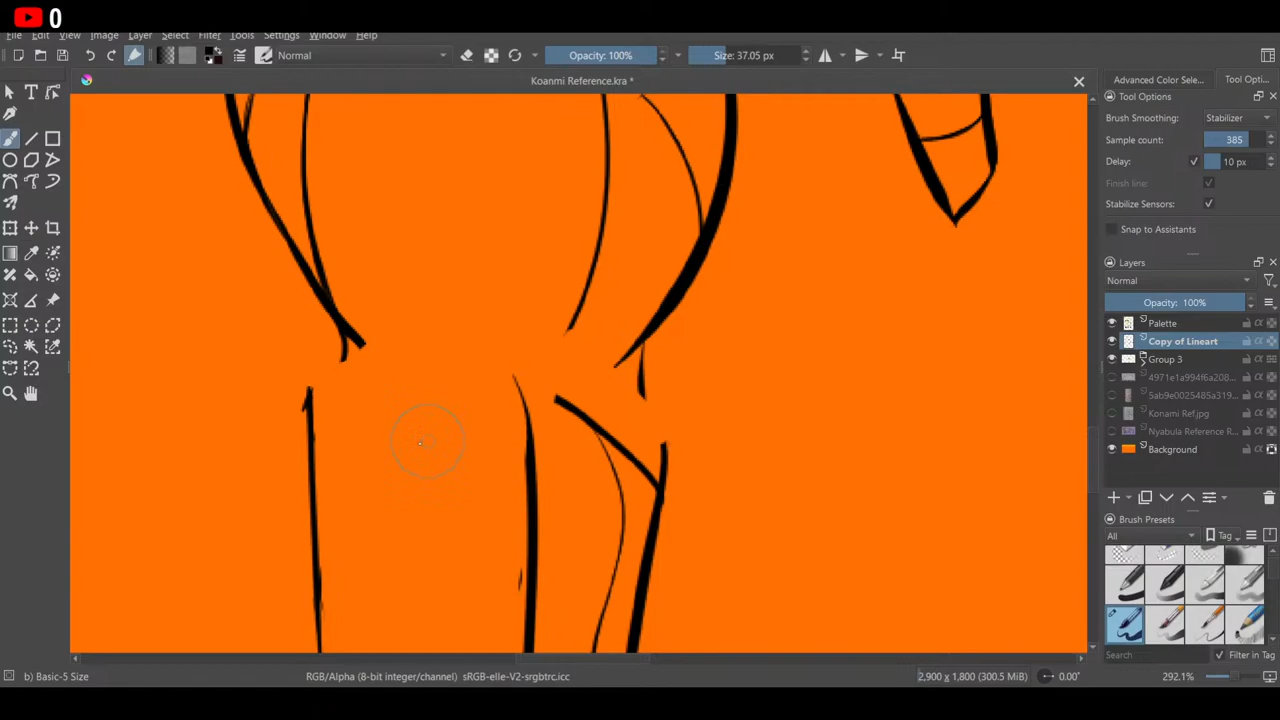 0
File Edit View Image Layer Select Filter Tools Settings Window Help
Normal Opacity: 100% Size: 37.05 px
Koanmi Reference.kra *
Advanced Color Sele... Tool Opti...
Tool Options
Brush Smoothing: Stabilizer
Sample count: 385
Delay: 10 px
Finish line:
Stabilize Sensors:
Snap to Assistants
Layers
Normal
Opacity: 100%
Palette
Copy of Lineart
Group 3
4971e1a994f6a208...
5ab9e0025485a319...
Konami Ref.jpg
Nyabula Reference R...
Background
Brush Presets
All Tag
Search Filter in Tag
b) Basic-5 Size RGB/Alpha (8-bit integer/channel) sRGB-elle-V2-srgbtrc.icc 2,900 x 1,800 (300.5 MiB) 0.00° 292.1%